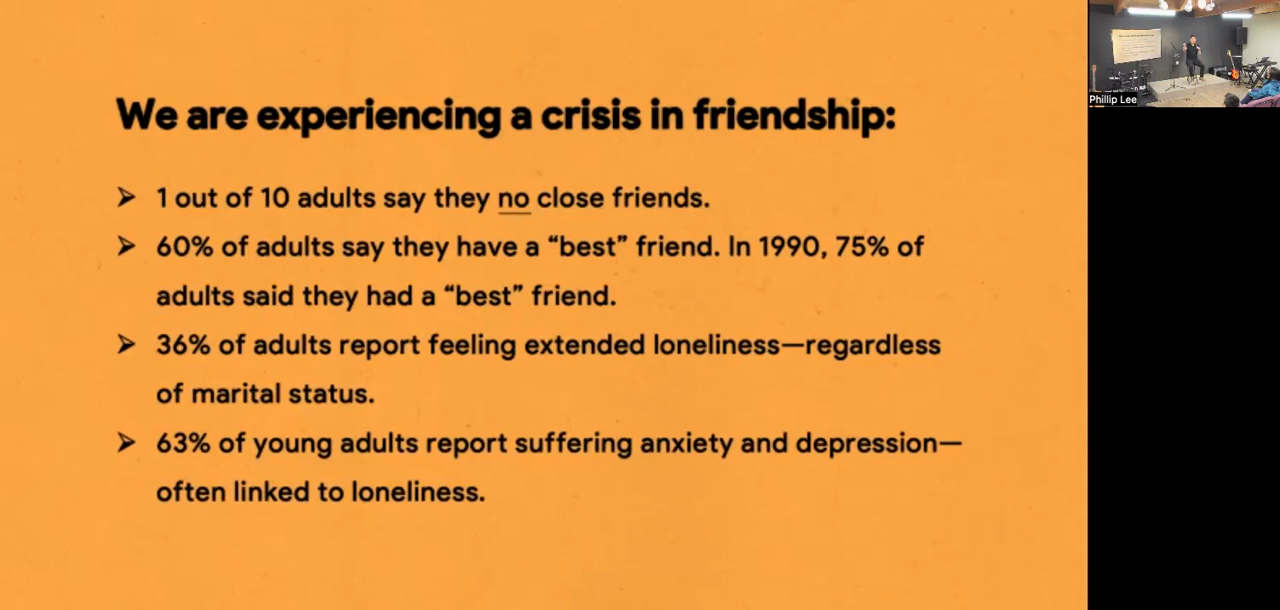 We are experiencing a crisis in friendship:
➢ 1 out of 10 adults say they no close friends.
➢ 60% of adults say they have a “best” friend. In 1990, 75% of
adults said they had a “best” friend.
➢ 36% of adults report feeling extended loneliness—regardless
of marital status.
➢ 63% of young adults report suffering anxiety and depression—
often linked to loneliness.
Phillip Lee